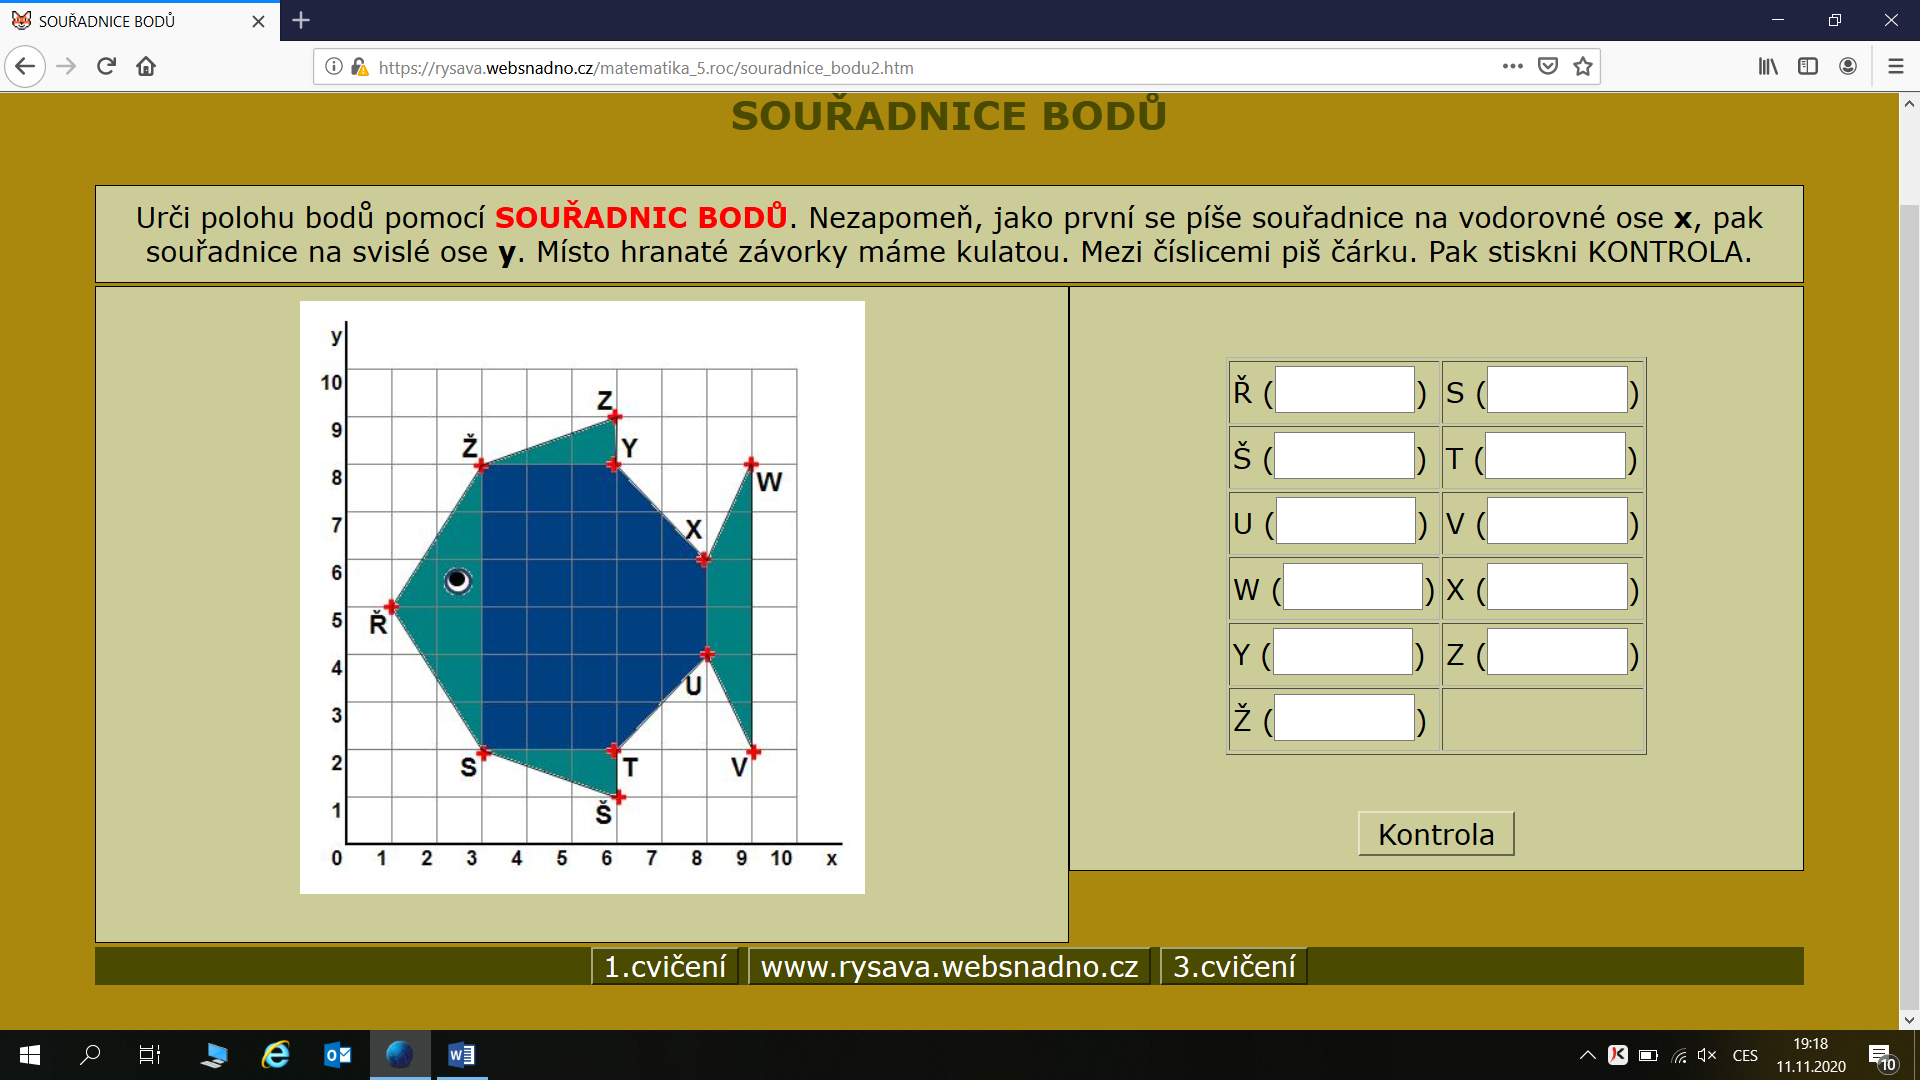 SOUŘADNICE BODŮ
https://rysava.websnadno.cz/matematika_5.roc/souradnice_bodu2.htm
SOUŘADNICE BODŮ
Urči polohu bodů pomocí SOUŘADNIC BODŮ. Nezapomeň, jako první se píše souřadnice na vodorovné ose x, pak
souřadnice na svislé ose y. Místo hranaté závorky máme kulatou. Mezi číslicemi piš čárku. Pak stiskni KONTROLA.
y
10
Z
9
Ž
Y
8
W
7
X
6
5
Ř
4
U
3
2
S
T
V
1
Š
0 1 2 3 4 5 6 7 8 9 10 x
Ř ( ) S ( )
Š ( ) T ( )
U ( ) V ( )
W ( ) X ( )
Y ( ) Z ( )
Ž ( )
Kontrola
1.cvičení www.rysava.websnadno.cz 3.cvičení
CES
19:18
11.11.2020
10